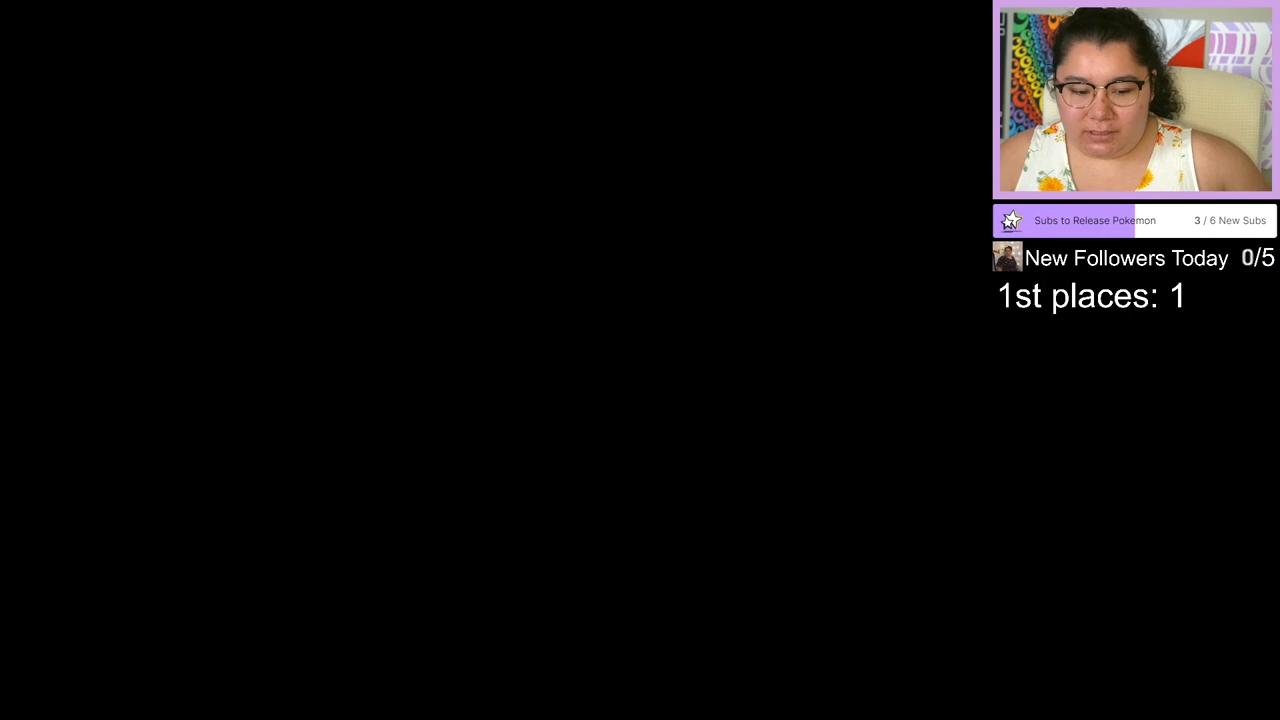 Subs to Release Pokemon 3 / 6 New Subs
New Followers Today 0/5
1st places: 1